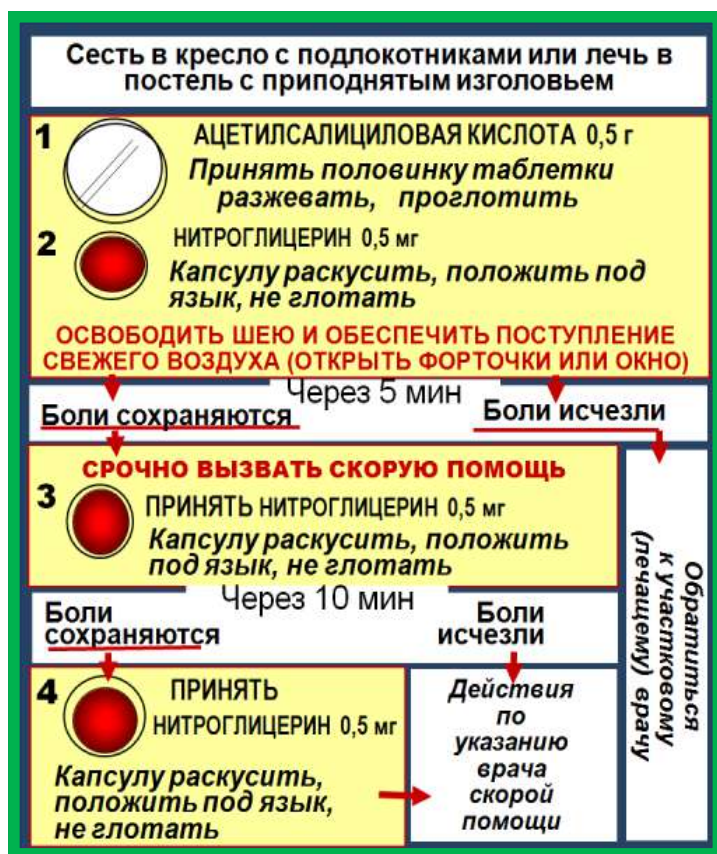 Сесть в кресло с подлокотниками или лечь в
постель с приподнятым изголовьем
1
АЦЕТИЛСАЛИЦИЛОВАЯ КИСЛОТА 0,5 г
Принять половинку таблетки
разжевать, проглотить
2
НИТРОГЛИЦЕРИН 0,5 мг
Капсулу раскусить, положить под
язык, не глотать
ОСВОБОДИТЬ ШЕЮ И ОБЕСПЕЧИТЬ ПОСТУПЛЕНИЕ
СВЕЖЕГО ВОЗДУХА (ОТКРЫТЬ ФОРТОЧКИ ИЛИ ОКНО)
Через 5 мин
Боли сохраняются
Боли исчезли
СРОЧНО ВЫЗВАТЬ СКОРУЮ ПОМОЩЬ
3
ПРИНЯТЬ НИТРОГЛИЦЕРИН 0,5 мг
Капсулу раскусить, положить
под язык, не глотать
Через 10 мин
Боли
сохраняются
Боли
исчезли
4
ПРИНЯТЬ
НИТРОГЛИЦЕРИН 0,5 мг
Капсулу раскусить,
положить под язык,
не глотать
Действия
по
указанию
врача
скорой
помощи
Обратиться
к участковому
(лечащему) врачу